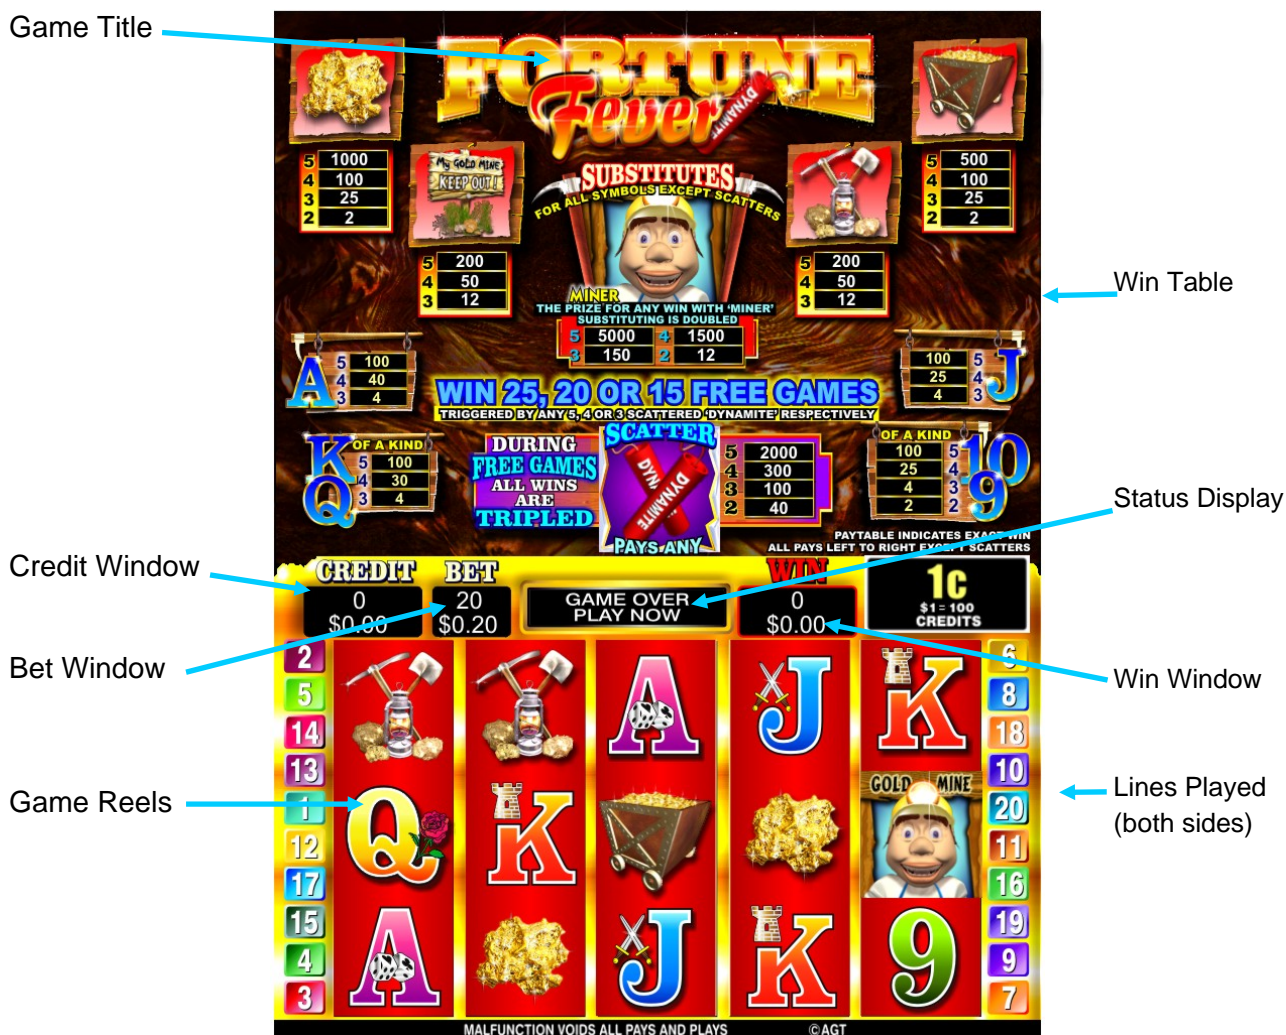 Game Title
FORTUNE
Fever
DYNAMITE
5 1000
4 100
3 25
2 2
My GOLD MINE
KEEP OUT!
5 200
4 50
3 12
SUBSTITUTES
FOR ALL SYMBOLS EXCEPT SCATTERS
MINER
THE PRIZE FOR ANY WIN WITH 'MINER'
SUBSTITUTING IS DOUBLED
5 5000 4 1500
3 150 2 12
5 200
4 50
3 12
5 500
4 100
3 25
2 2
Win Table
A
5 100
4 40
3 4
WIN 25, 20 OR 15 FREE GAMES
TRIGGERED BY ANY 5, 4 OR 3 SCATTERED 'DYNAMITE' RESPECTIVELY
100 5
25 4
4 3
J
K
Q
OF A KIND
5 100
4 30
3 4
DURING
FREE GAMES
ALL WINS
ARE
TRIPLED
SCATTER
DYNAMITE
DYNAMITE
PAYS ANY
5 2000
4 300
3 100
2 40
OF A KIND
100 5
25 4
4 3
2 2
10
9
Status Display
PAYTABLE INDICATES EXACT WIN
ALL PAYS LEFT TO RIGHT EXCEPT SCATTERS
Credit Window
CREDIT
0
$0.00
BET
20
$0.20
GAME OVER
PLAY NOW
WIN
0
$0.00
1c
$1=100
CREDITS
Bet Window
Win Window
2
5
14
13
1
12
17
15
4
3
A J K
Game Reels
Q K GOLD MINE
A J K 9
6
8
18
10
20
11
16
19
9
7
Lines Played
(both sides)
MALFUNCTION VOIDS ALL PAYS AND PLAYS ©AGT